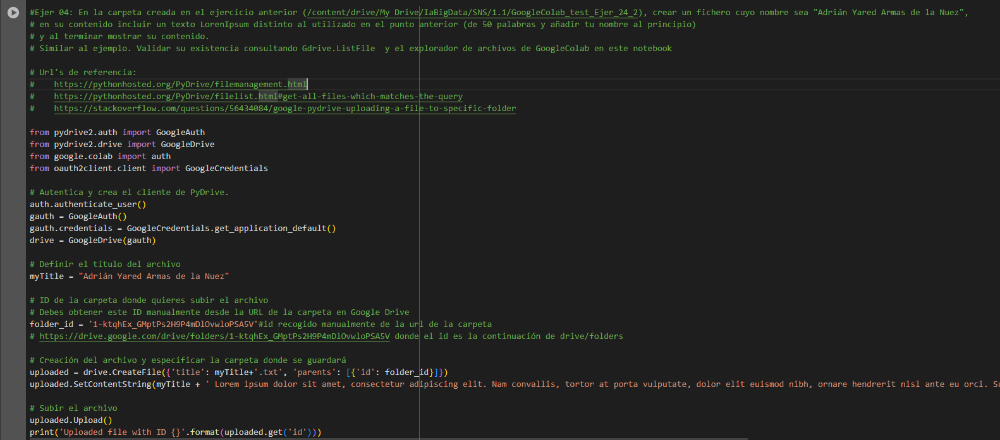 #Ejer 04: En la carpeta creada en el ejercicio anterior (/content/drive/My Drive/IaBigData/SNS/1.1/GoogleColab_test_Ejer_24_2), crear un fichero cuyo nombre sea "Adrián Yared Armas de la Nuez",
# en su contenido incluir un texto LorenIpsum distinto al utilizado en el punto anterior (de 50 palabras y añadir tu nombre al principio)
# y al terminar mostrar su contenido.
# Similar al ejemplo. Validar su existencia consultando Gdrive.ListFile  y el explorador de archivos de GoogleColab en este notebook
# Url's de referencia:
#    https://pythonhosted.org/PyDrive/filemanagement.html
#    https://pythonhosted.org/PyDrive/filelist.html#get-all-files-which-matches-the-query
#    https://stackoverflow.com/questions/56434084/google-pydrive-uploading-a-file-to-specific-folder
from pydrive2.auth import GoogleAuth
from pydrive2.drive import GoogleDrive
from google.colab import auth
from oauth2client.client import GoogleCredentials
# Autentica y crea el cliente de PyDrive.
auth.authenticate_user()
gauth = GoogleAuth()
gauth.credentials = GoogleCredentials.get_application_default()
drive = GoogleDrive(gauth)
# Definir el título del archivo
myTitle = "Adrián Yared Armas de la Nuez"
# ID de la carpeta donde quieres subir el archivo
# Debes obtener este ID manualmente desde la URL de la carpeta en Google Drive
folder_id = '1-ktqhEx_GMptPs2H9P4mDlOvwloPSA5V'#id recogido manualmente de la url de la carpeta
# https://drive.google.com/drive/folders/1-ktqhEx_GMptPs2H9P4mDlOvwloPSA5V donde el id es la continuación de drive/folders
# Creación del archivo y especificar la carpeta donde se guardará
uploaded = drive.CreateFile({'title': myTitle+'.txt', 'parents': [{'id': folder_id}]})
uploaded.SetContentString(myTitle + ' Lorem ipsum dolor sit amet, consectetur adipiscing elit. Nam convallis, tortor at porta vulputate, dolor elit euismod nibh, ornare hendrerit nisl ante eu orci.
# Subir el archivo
uploaded.Upload()
print('Uploaded file with ID {}'.format(uploaded.get('id')))